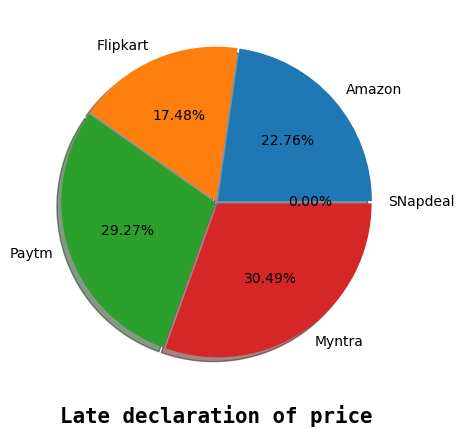 Flipkart
Amazon
17.48%
22.76%
0.00%
SNapdeal
29.27%
Paytm
30.49%
Myntra
Late declaration of price